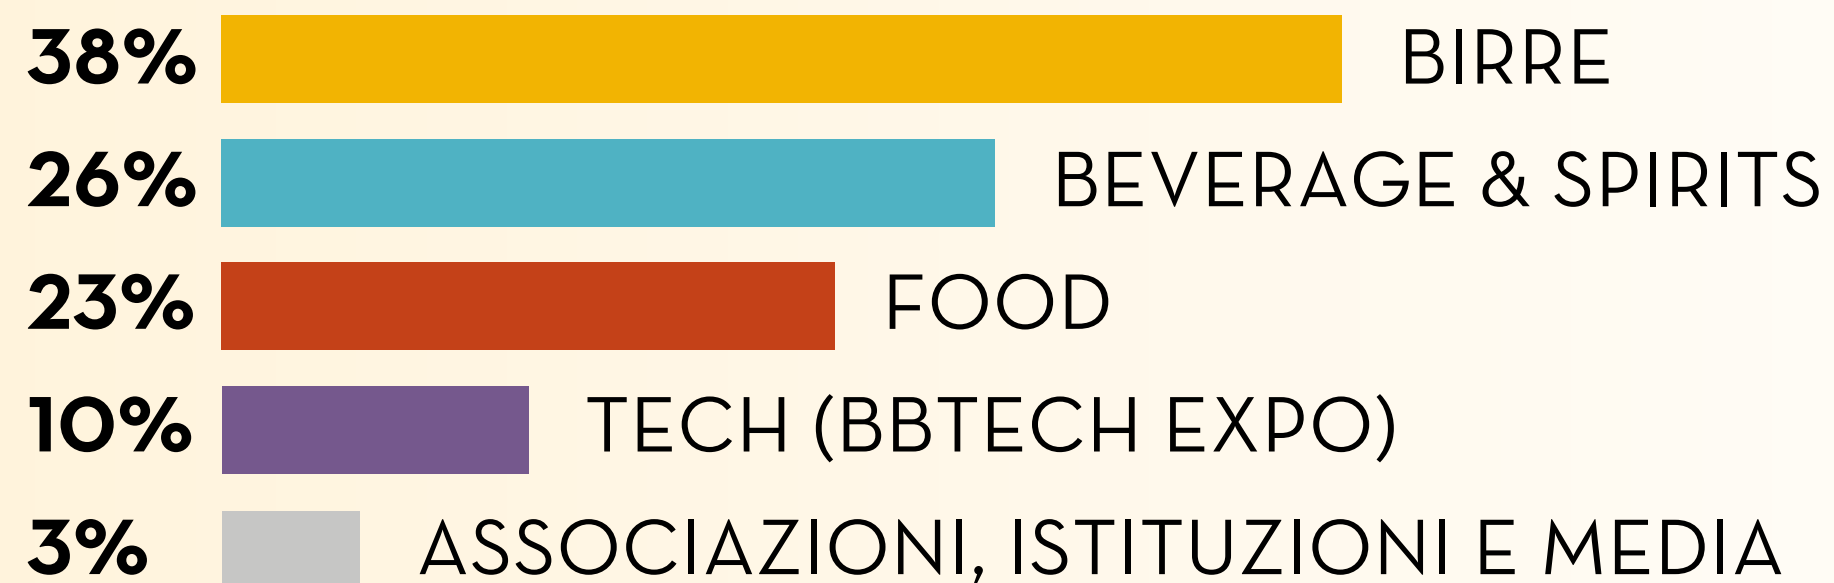 38% BIRRE
26% BEVERAGE & SPIRITS
23% FOOD
10% TECH (BBTECH EXPO)
3% ASSOCIAZIONI, ISTITUZIONI E MEDIA